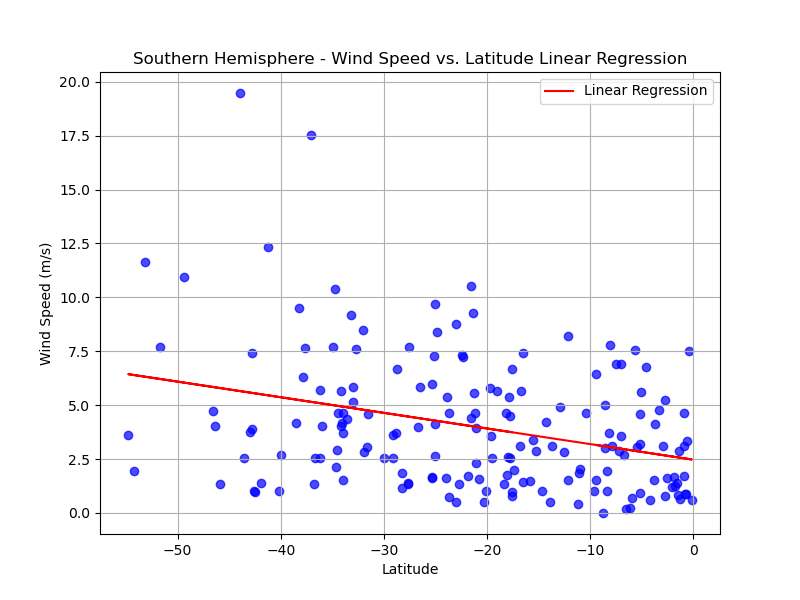 Southern Hemisphere - Wind Speed vs. Latitude Linear Regression
Linear Regression
20.0
17.5
15.0
12.5
10.0
7.5
5.0
2.5
0.0
Wind Speed (m/s)
−50 −40 −30 −20 −10 0
Latitude